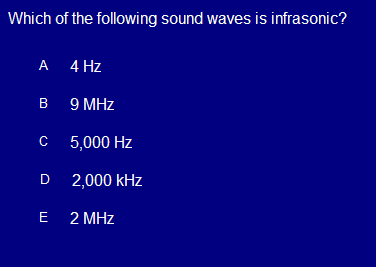 Which of the following sound waves is infrasonic?
A 4 Hz
B 9 MHz
C 5,000 Hz
D 2,000 kHz
E 2 MHz